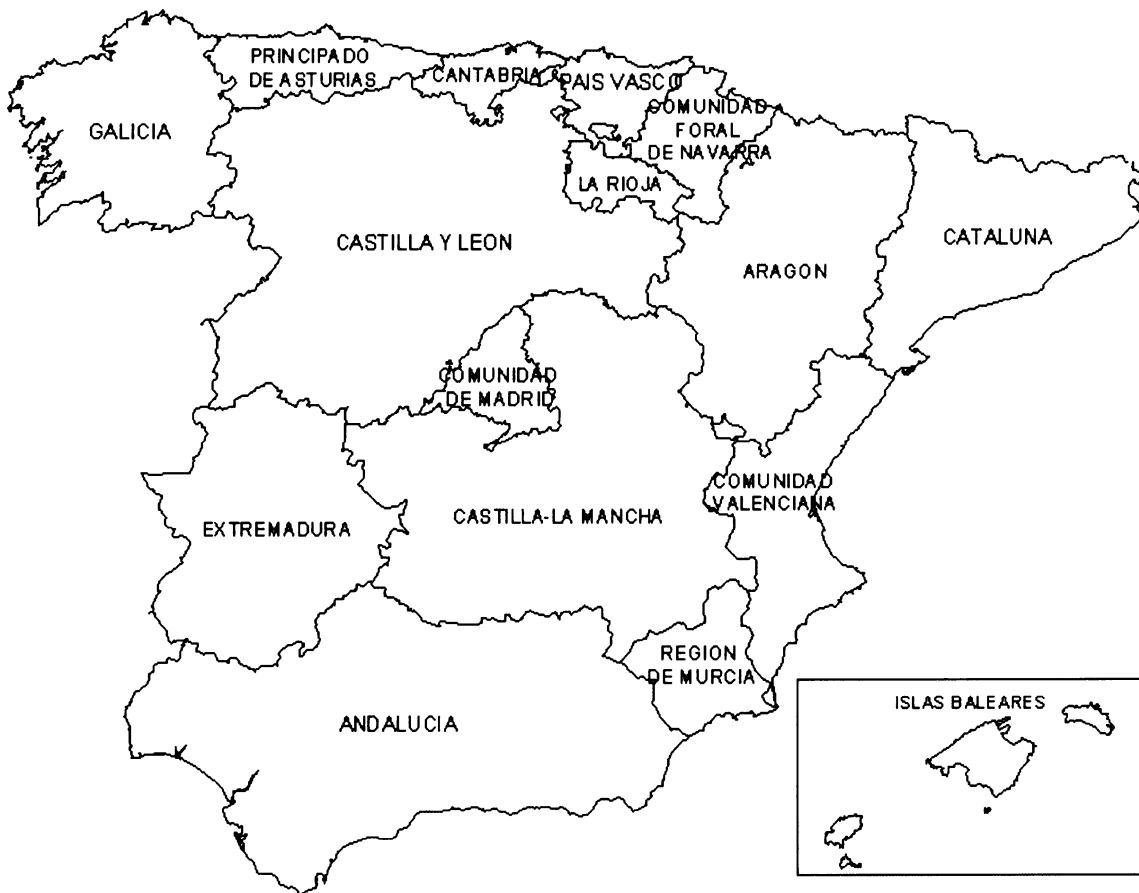 PRINCIPADO
DE ASTURIAS
CANTABRIA
PAIS VASCO
COMUNIDAD
FORAL
DE NAVARRA
GALICIA
LA RIOJA
CASTILLA Y LEON
CATALUNA
ARAGON
COMUNIDAD
DE MADRID
COMUNIDAD
VALENCIANA
EXTREMADURA
CASTILLA-LA MANCHA
REGION
DE MURCIA
ANDALUCIA
ISLAS BALEARES